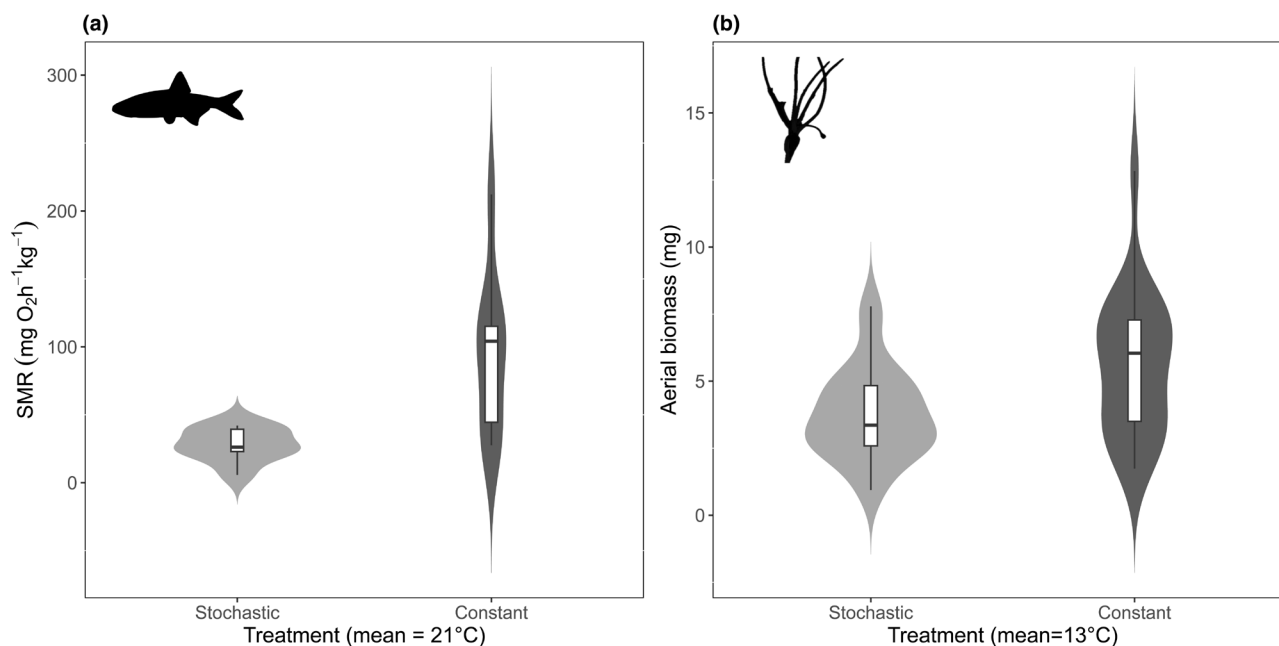 (a)
300
200
100
0
SMR (mg O₂h⁻¹kg⁻¹)
Stochastic
Constant
Treatment (mean = 21°C)
(b)
15
10
5
0
Aerial biomass (mg)
Stochastic
Constant
Treatment (mean=13°C)